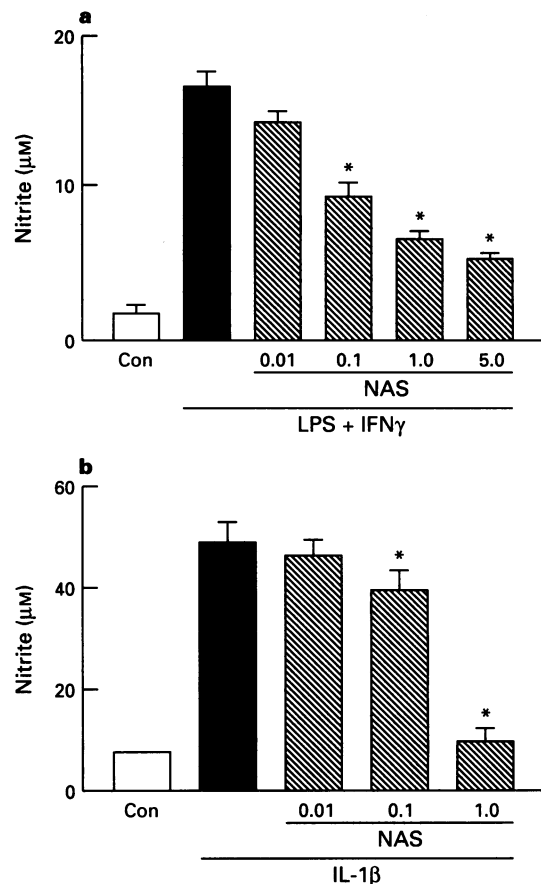 a
20
10
0
Nitrite (μM)
* * *
Con 0.01 0.1 1.0 5.0
NAS
LPS + IFNγ
b
60
40
20
0
Nitrite (μM)
* *
Con 0.01 0.1 1.0
NAS
IL-1β